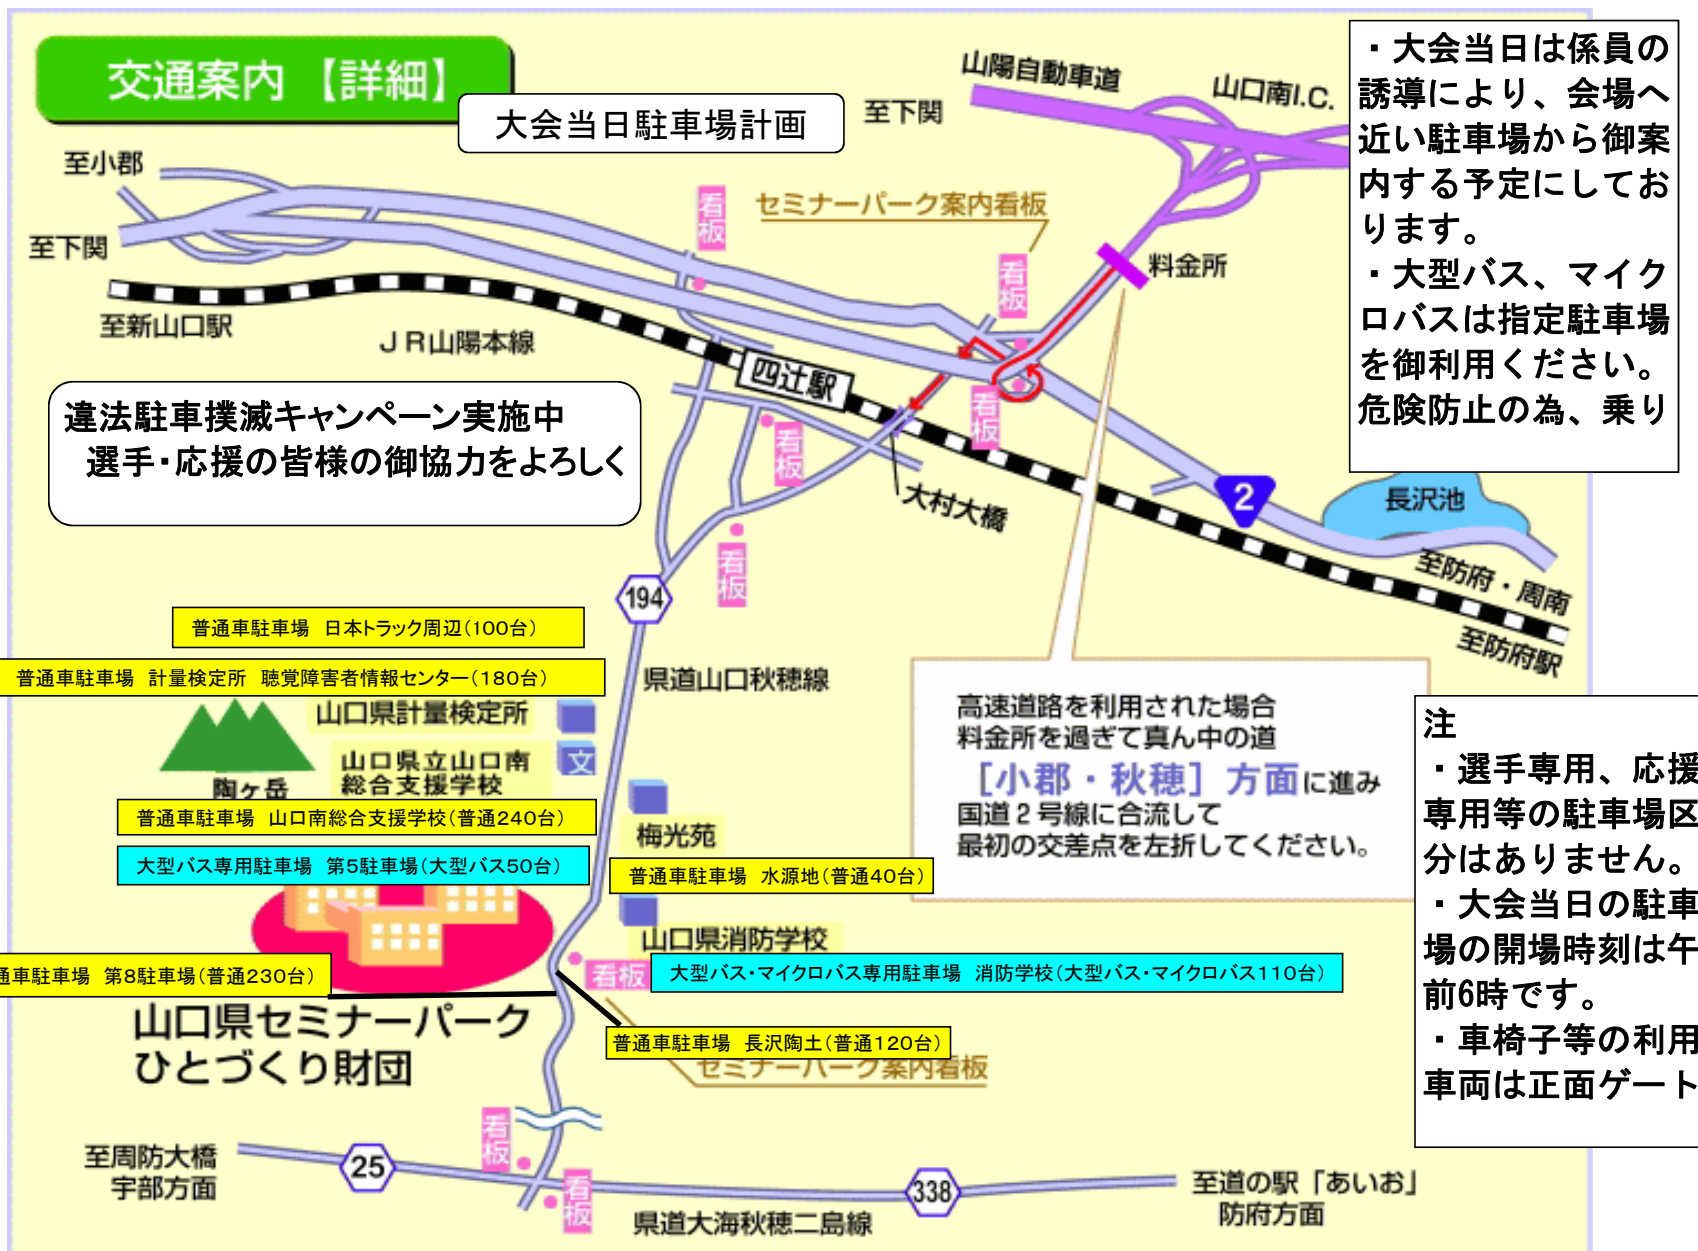 交通案内【詳細】
大会当日駐車場計画
山陽自動車道
山口南I.C.
至下関
・大会当日は係員の
誘導により、会場へ
近い駐車場から御案
内する予定にしてお
ります。
・大型バス、マイク
ロバスは指定駐車場
を御利用ください。
危険防止の為、乗り
至小郡
至下関
看板
セミナーパーク案内看板
看板
料金所
至新山口駅
JR山陽本線
四辻駅
看板
違法駐車撲滅キャンペーン実施中
選手・応援の皆様の御協力をよろしく
看板
大村大橋
2
長沢池
看板
至防府・周南
至防府駅
194
普通車駐車場 日本トラック周辺(100台)
普通車駐車場 計量検定所 聴覚障害者情報センター(180台)
県道山口秋穂線
山口県計量検定所
山口県立山口南
総合支援学校
文
陶ヶ岳
普通車駐車場 山口南総合支援学校(普通240台)
大型バス専用駐車場 第5駐車場(大型バス50台)
梅光苑
普通車駐車場 水源地(普通40台)
高速道路を利用された場合
料金所を過ぎて真ん中の道
[小郡・秋穂]方面に進み
国道2号線に合流して
最初の交差点を左折してください。
注
・選手専用、応援
専用等の駐車場区
分はありません。
・大会当日の駐車
場の開場時刻は午
前6時です。
・車椅子等の利用
車両は正面ゲート
山口県消防学校
看板
大型バス・マイクロバス専用駐車場 消防学校(大型バス・マイクロバス110台)
通車駐車場 第8駐車場(普通230台)
山口県セミナーパーク
ひとづくり財団
普通車駐車場 長沢陶土(普通120台)
セミナーパーク案内看板
看板
至周防大橋
宇部方面
25
看板
338
県道大海秋穂二島線
至道の駅「あいお」
防府方面